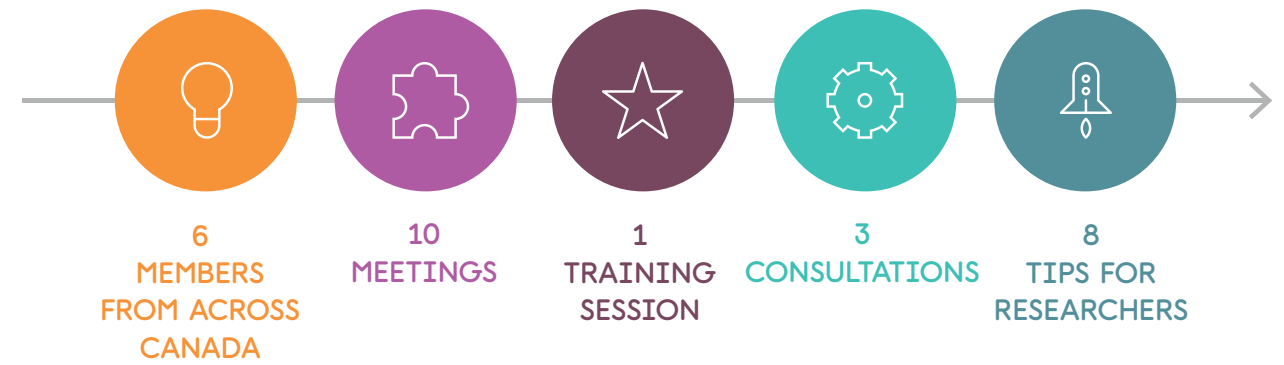 6
MEMBERS
FROM ACROSS
CANADA
10
MEETINGS
1
TRAINING
SESSION
3
CONSULTATIONS
8
TIPS FOR
RESEARCHERS